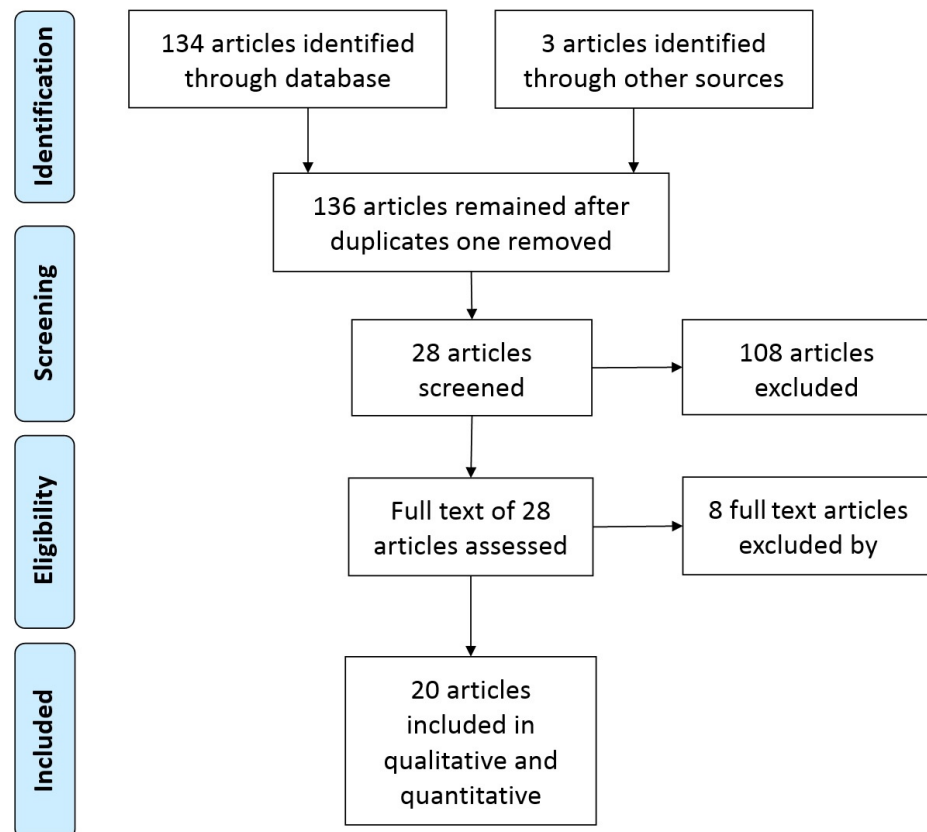 Identification
134 articles identified
through database
3 articles identified
through other sources
136 articles remained after
duplicates one removed
Screening
28 articles
screened
108 articles
excluded
Eligibility
Full text of 28
articles assessed
8 full text articles
excluded by
Included
20 articles
included in
qualitative and
quantitative